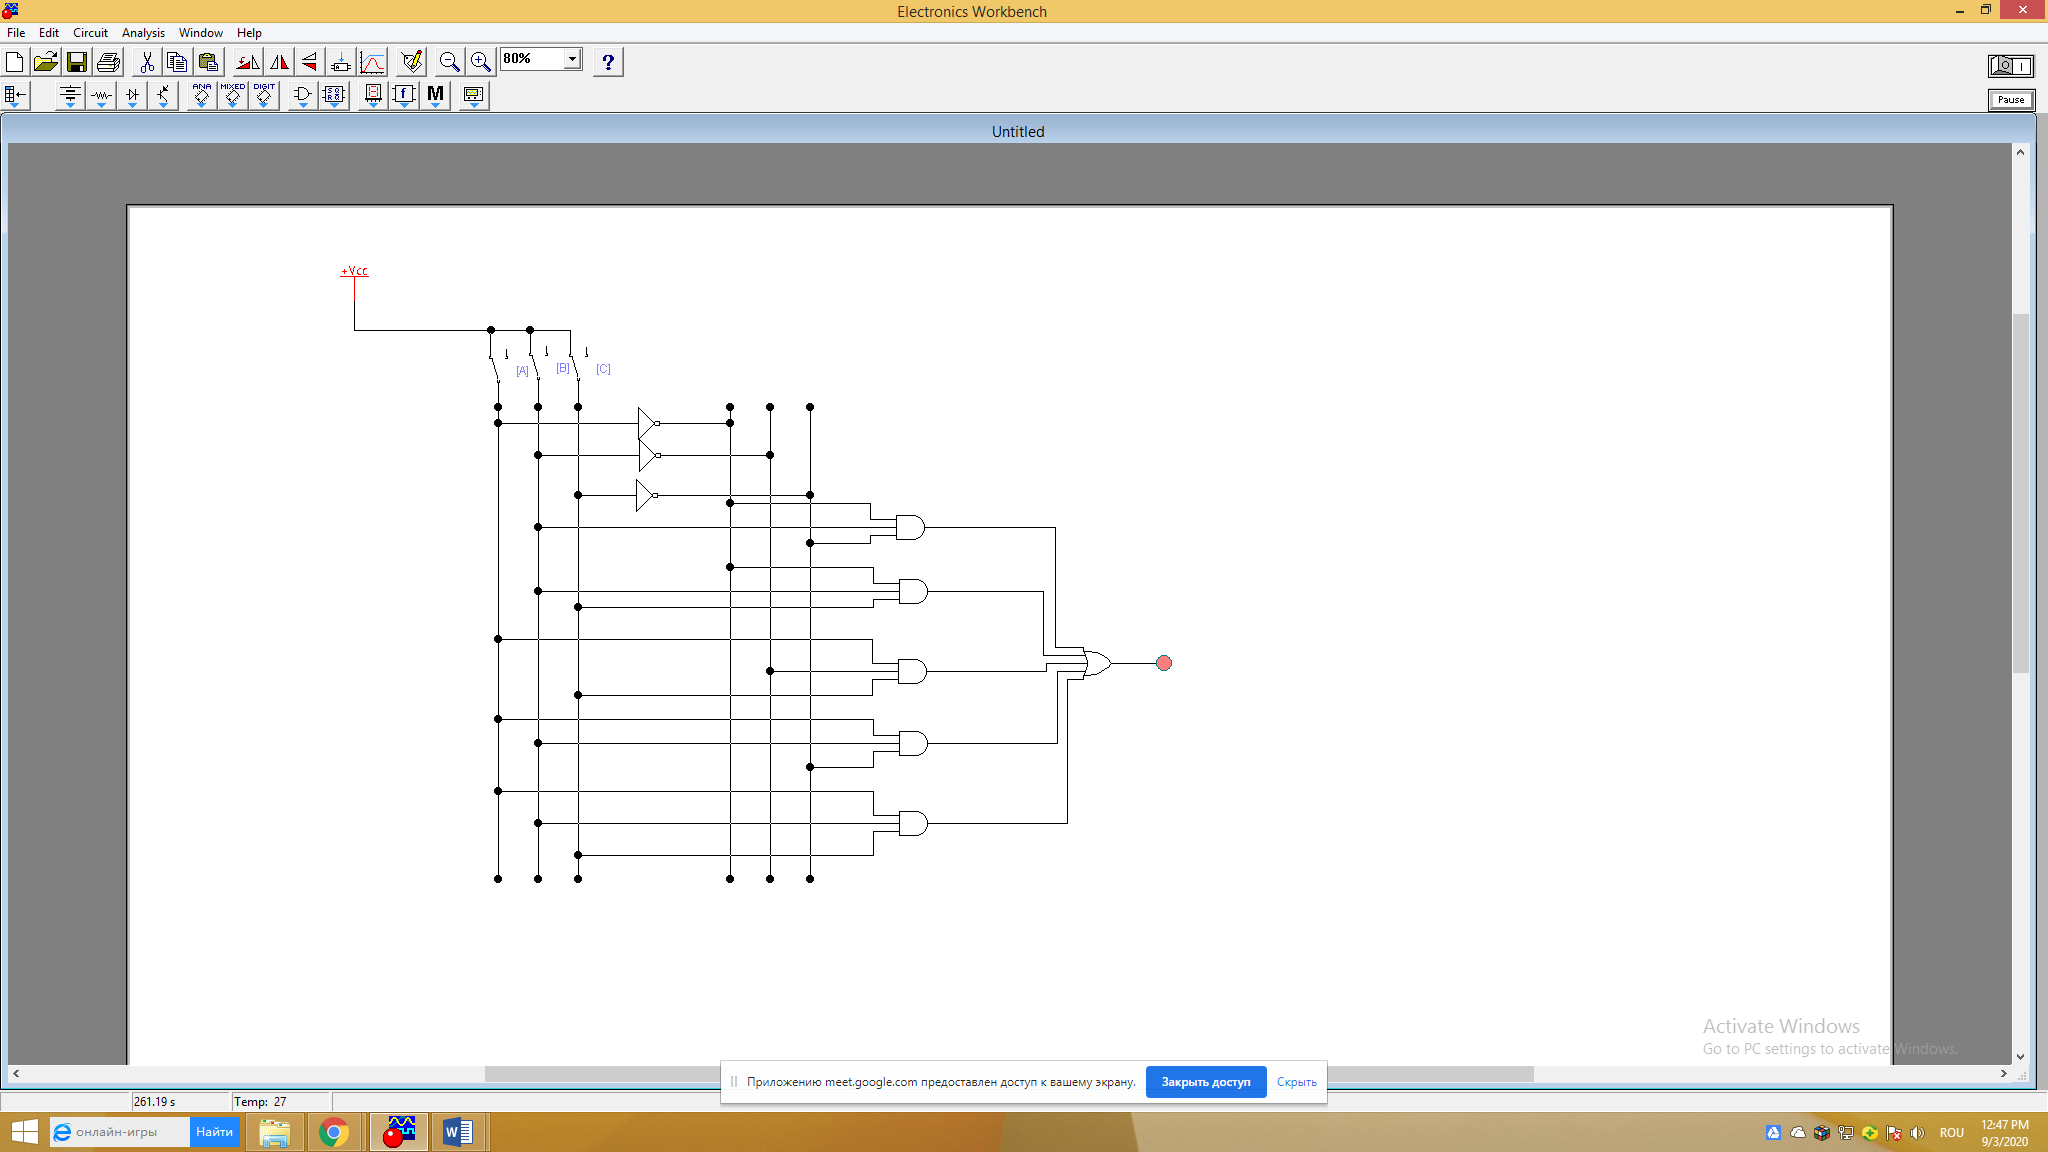 Electronics Workbench
File Edit Circuit Analysis Window Help
80%
?
ANA MIXED DIGIT
f M
Pause
Untitled
+Vcc
[A] [B] [C]
Activate Windows
Go to PC settings to activate Windows.
Приложению meet.google.com предоставлен доступ к вашему экрану. Закрыть доступ Скрыть
261.19 s Temp: 27
онлайн-игры Найти
ROU
12:47 PM
9/3/2020